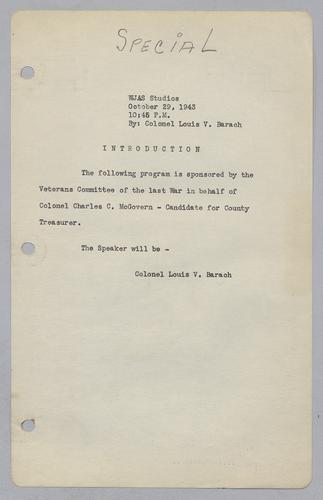 SPECIAL
WJAS Studios
October 29, 1943
10:45 P.M.
By: Colonel Louis V. Barach
I N T R O D U C T I O N
The following program is sponsored by the
Veterans Committee of the last War in behalf of
Colonel Charles C. McGovern - Candidate for County
Treasurer.
The Speaker will be -
Colonel Louis V. Barach